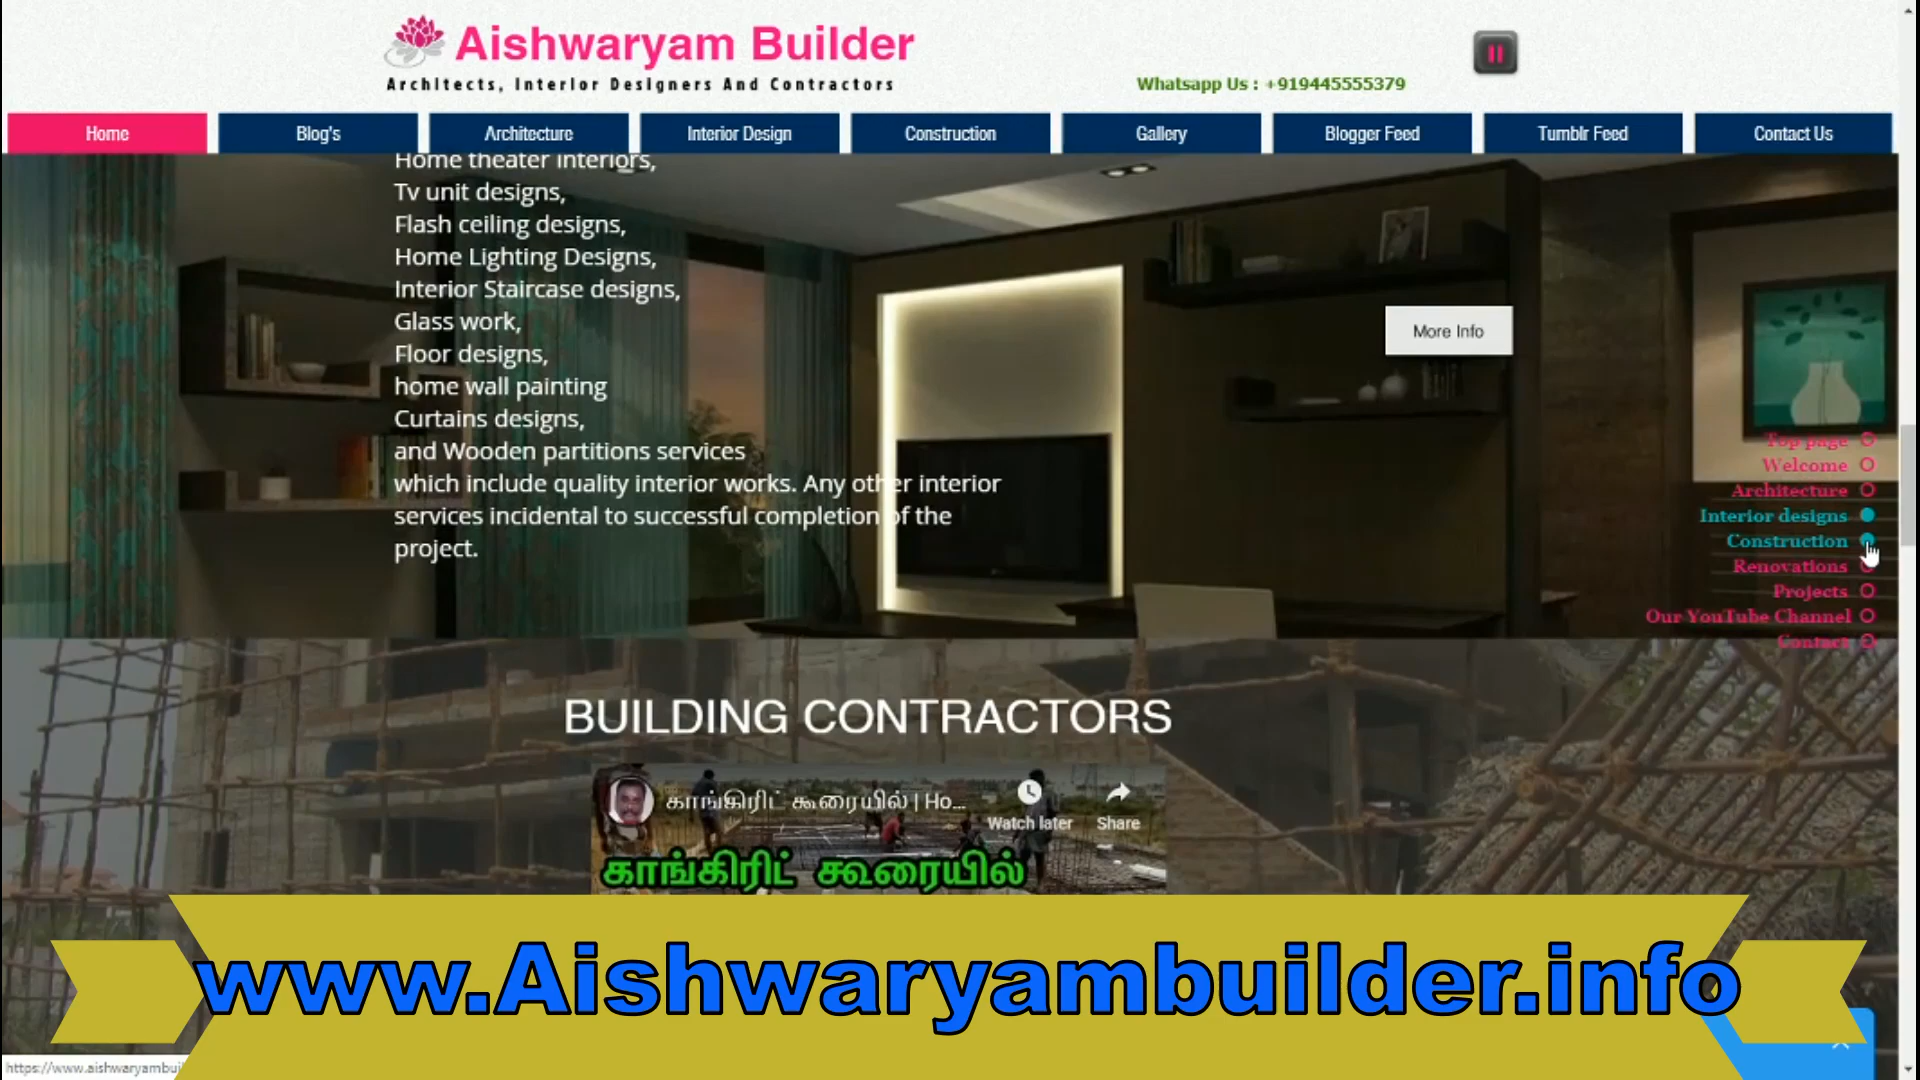 Aishwaryam Builder
Architects, Interior Designers And Contractors
Whatsapp Us : +919445555379
Home
Blog's
Architecture
Interior Design
Construction
Gallery
Blogger Feed
Tumblr Feed
Contact Us
Home theater interiors,
Tv unit designs,
Flash ceiling designs,
Home Lighting Designs,
Interior Staircase designs,
Glass work,
Floor designs,
home wall painting
Curtains designs,
and Wooden partitions services
which include quality interior works. Any other interior
services incidental to successful completion of the
project.
More Info
Top page
Welcome
Architecture
Interior designs
Construction
Renovations
Projects
Our YouTube Channel
Contact
BUILDING CONTRACTORS
காங்கிரிட் கூரையில் | Ho...
Watch later
Share
காங்கிரிட் கூரையில்
www.Aishwaryambuilder.info
https://www.aishwaryambui